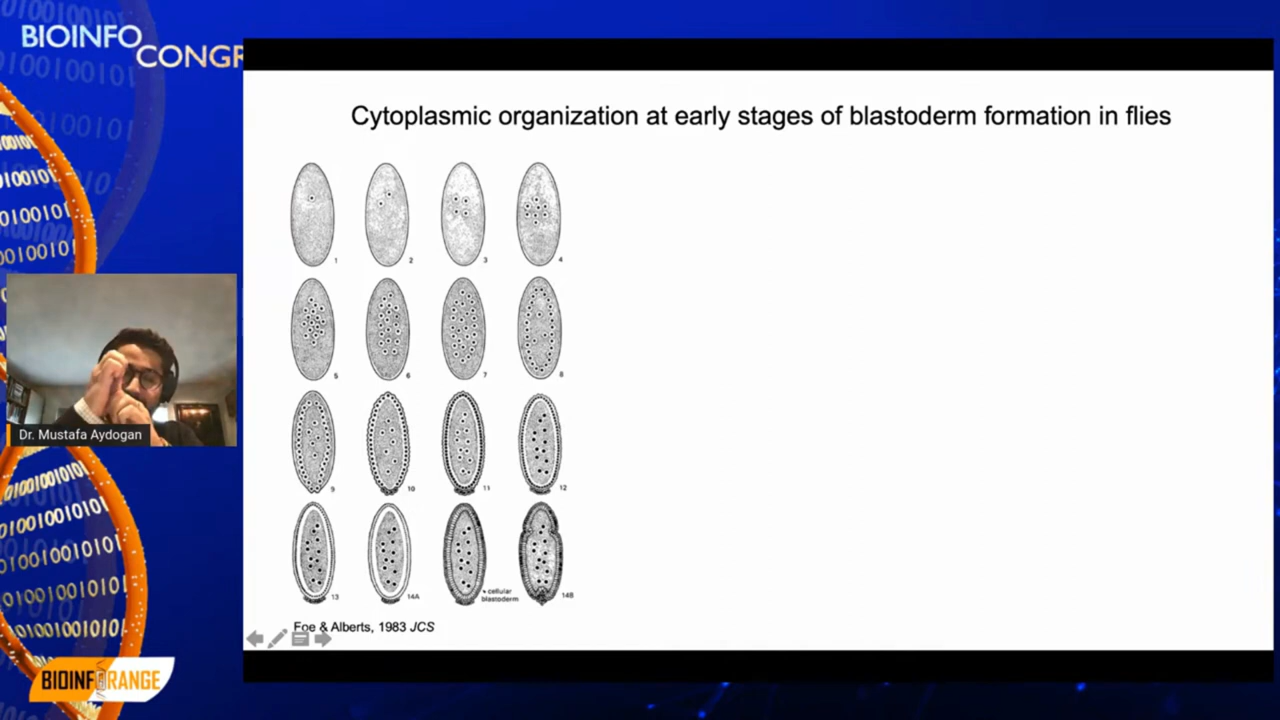 BIOINFO
CONGR
Cytoplasmic organization at early stages of blastoderm formation in flies
1 2 3 4
5 6 7 8
9 10 11 12
13 14A cellular blastoderm 14B
Foe & Alberts, 1983 JCS
Dr. Mustafa Aydogan
BIOINFORANGE